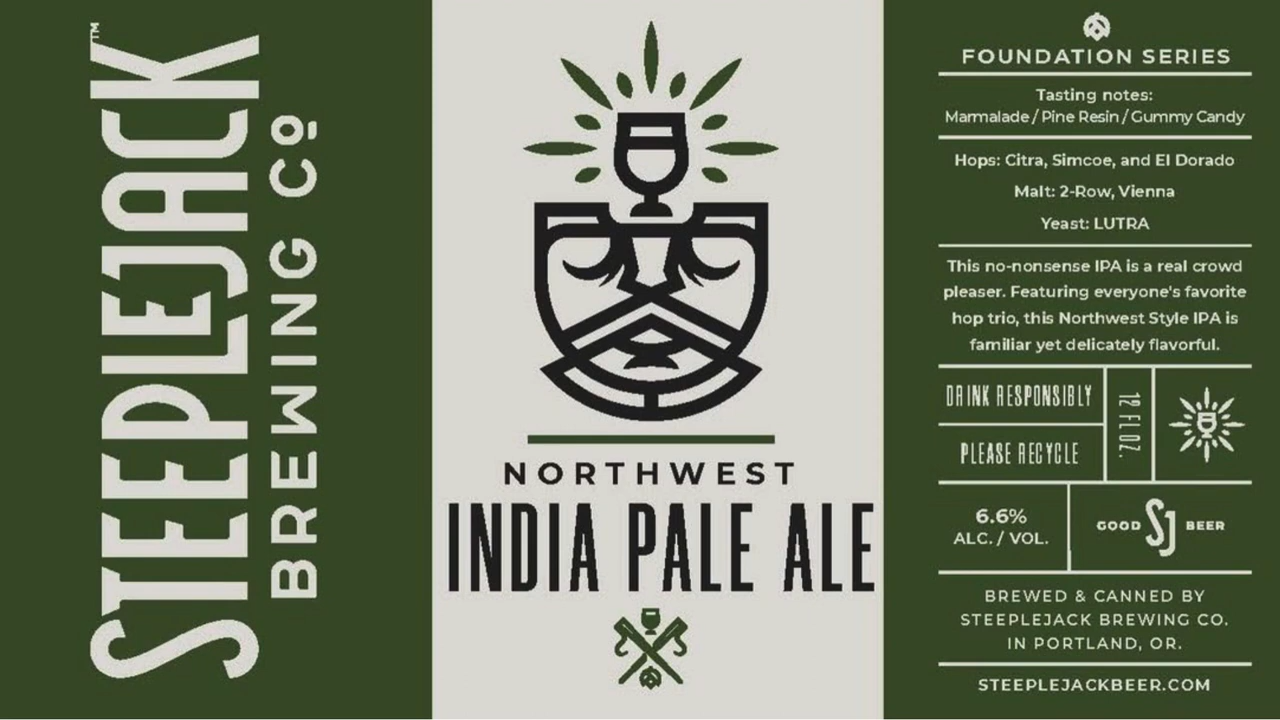 STEEPLEJACK™
BREWING CO
NORTHWEST
INDIA PALE ALE
FOUNDATION SERIES
Tasting notes:
Marmalade / Pine Resin / Gummy Candy
Hops: Citra, Simcoe, and El Dorado
Malt: 2-Row, Vienna
Yeast: LUTRA
This no-nonsense IPA is a real crowd
pleaser. Featuring everyone's favorite
hop trio, this Northwest Style IPA is
familiar yet delicately flavorful.
DRINK RESPONSIBLY
PLEASE RECYCLE
12 FL OZ.
6.6%
ALC. / VOL.
GOOD SJ BEER
BREWED & CANNED BY
STEEPLEJACK BREWING CO.
IN PORTLAND, OR.
STEEPLEJACKBEER.COM